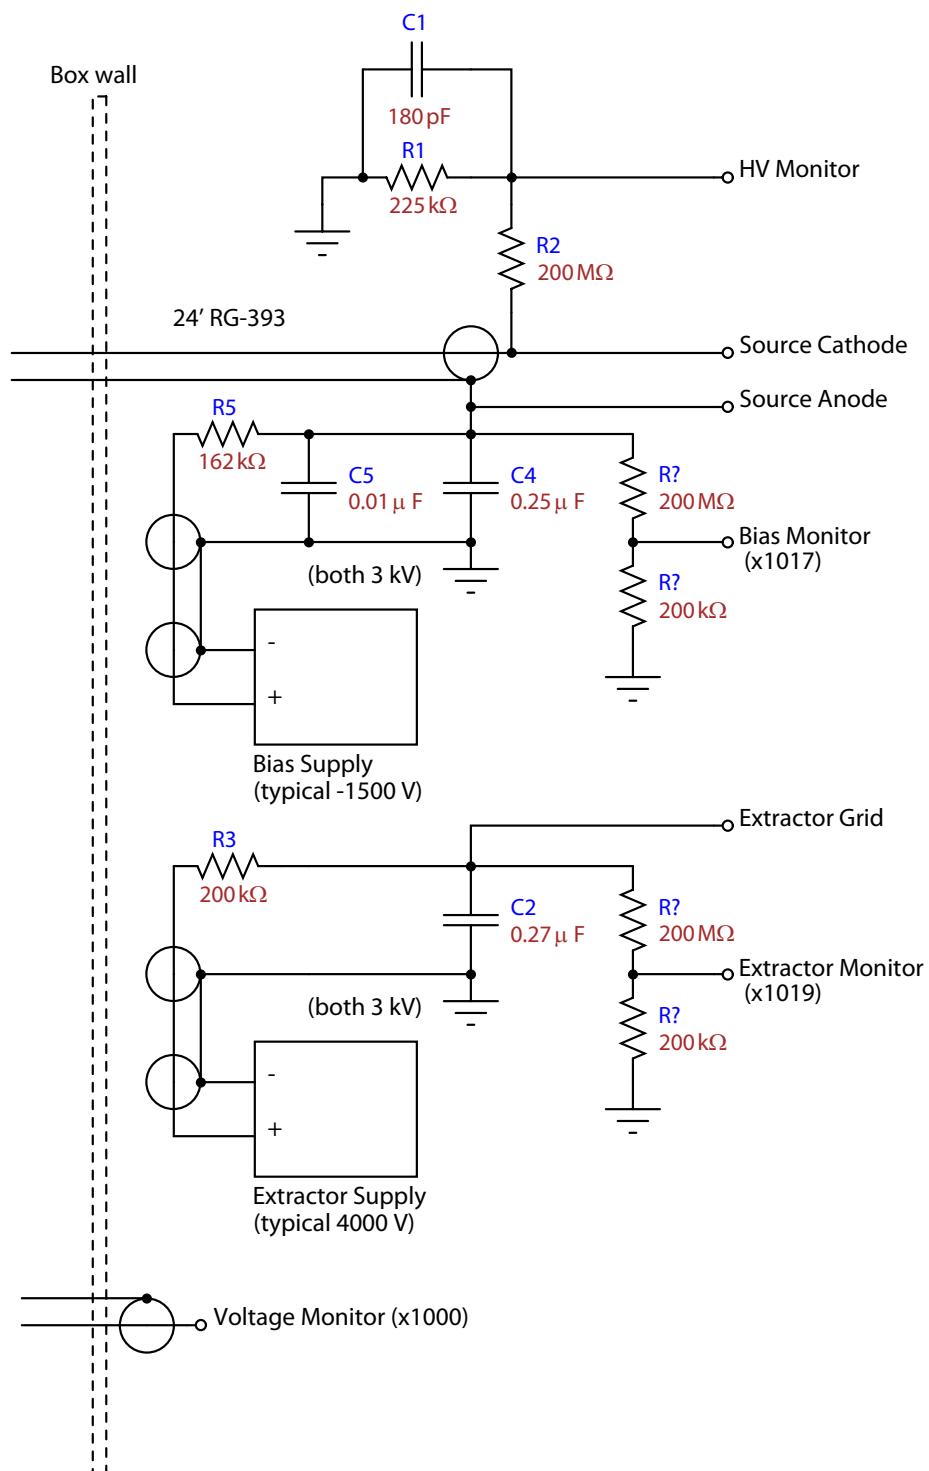 C1
Box wall
180 pF
R1
HV Monitor
225 kΩ
R2
200 MΩ
24′ RG-393
Source Cathode
Source Anode
R5
162 kΩ
C5
0.01 µ F
C4
0.25 µ F
R?
200 MΩ
Bias Monitor
(x1017)
(both 3 kV)
R?
200 kΩ
-
+
Bias Supply
(typical -1500 V)
Extractor Grid
R3
200 kΩ
C2
0.27 µ F
R?
200 MΩ
Extractor Monitor
(x1019)
(both 3 kV)
R?
200 kΩ
-
+
Extractor Supply
(typical 4000 V)
Voltage Monitor (x1000)